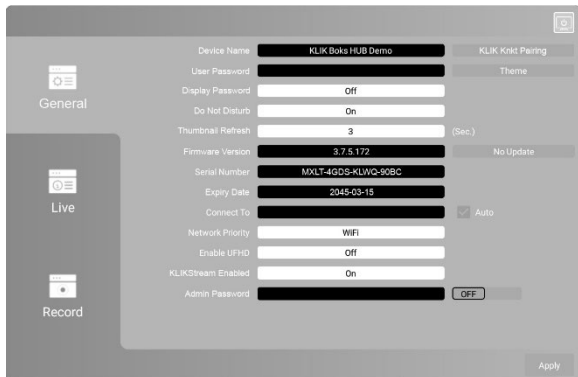 Device Name KLIK Boks HUB Demo KLIK Knkt Pairing
User Password Theme
Display Password Off
General
Do Not Disturb On
Thumbnail Refresh 3 (Sec.)
Firmware Version 3.7.5.172 No Update
Serial Number MXLT-4GDS-KLWQ-90BC
Expiry Date 2045-03-15
Live
Connect To Auto
Network Priority WiFi
Enable UFHD Off
KLIKStream Enabled On
Admin Password OFF
Record
Apply